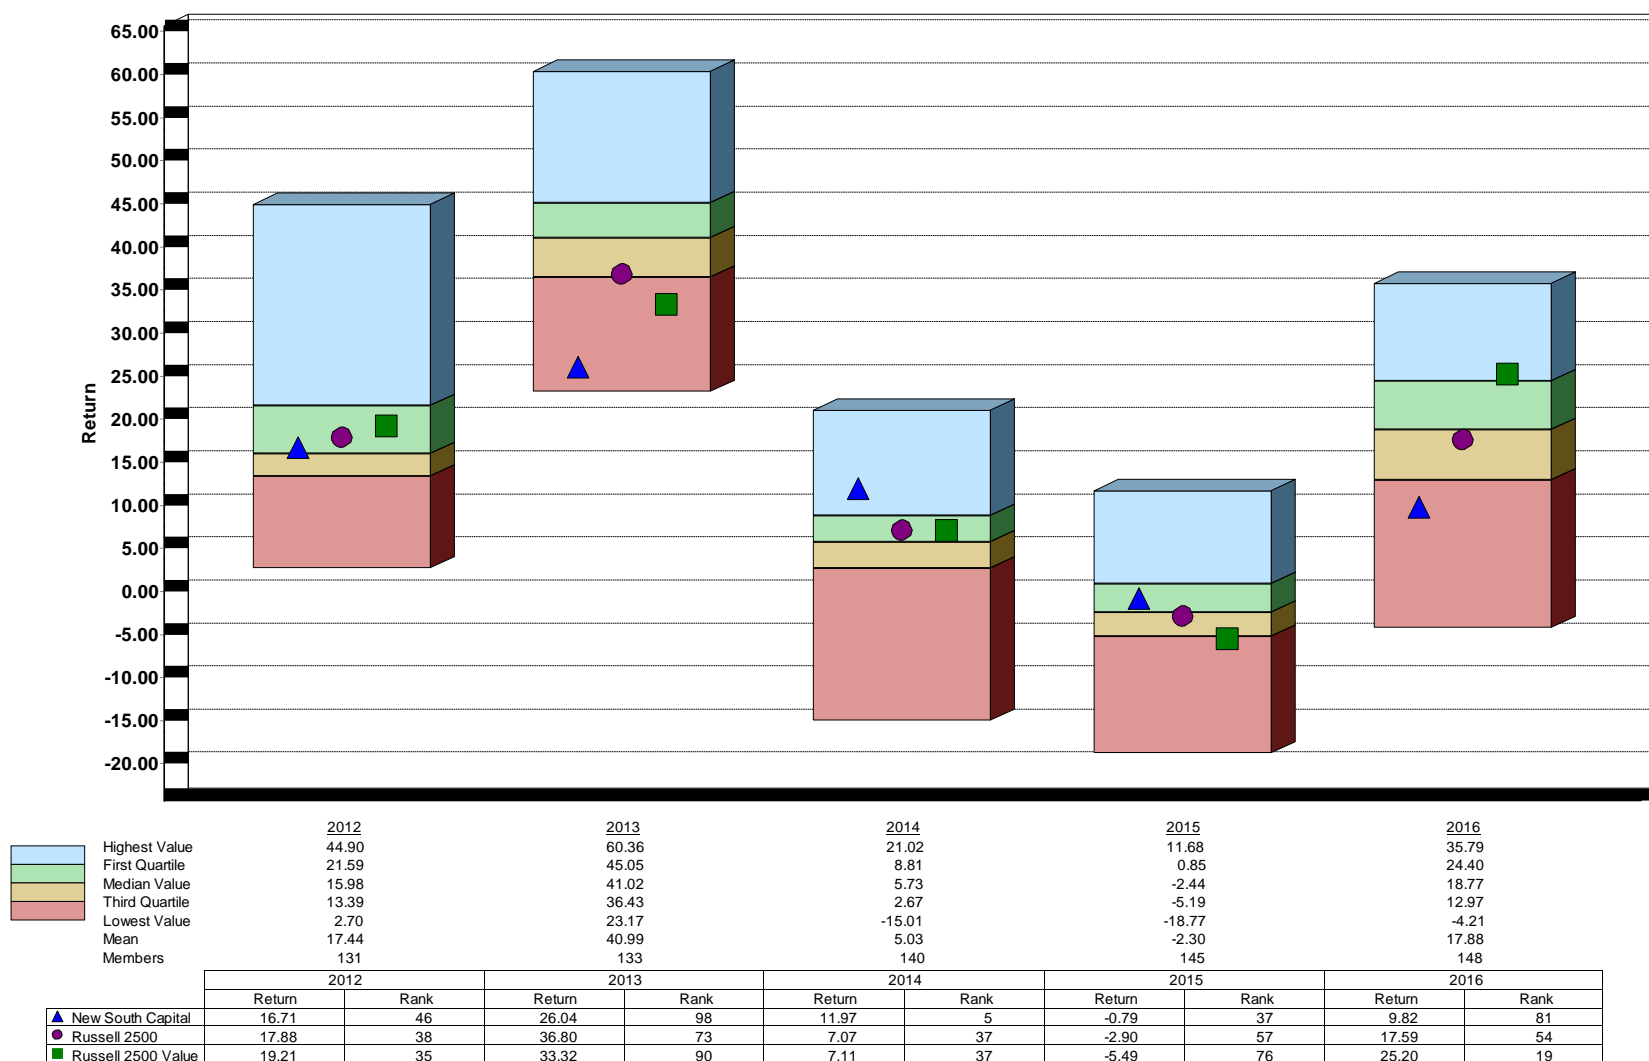 65.00
60.00
55.00
50.00
45.00
40.00
35.00
30.00
25.00
20.00
15.00
10.00
5.00
0.00
-5.00
-10.00
-15.00
-20.00
Return
2012 2013 2014 2015 2016
Highest Value 44.90 60.36 21.02 11.68 35.79
First Quartile 21.59 45.05 8.81 0.85 24.40
Median Value 15.98 41.02 5.73 -2.44 18.77
Third Quartile 13.39 36.43 2.67 -5.19 12.97
Lowest Value 2.70 23.17 -15.01 -18.77 -4.21
Mean 17.44 40.99 5.03 -2.30 17.88
Members 131 133 140 145 148
2012 2013 2014 2015 2016
Return Rank Return Rank Return Rank Return Rank Return Rank
New South Capital 16.71 46 26.04 98 11.97 5 -0.79 37 9.82 81
Russell 2500 17.88 38 36.80 73 7.07 37 -2.90 57 17.59 54
Russell 2500 Value 19.21 35 33.32 90 7.11 37 -5.49 76 25.20 19